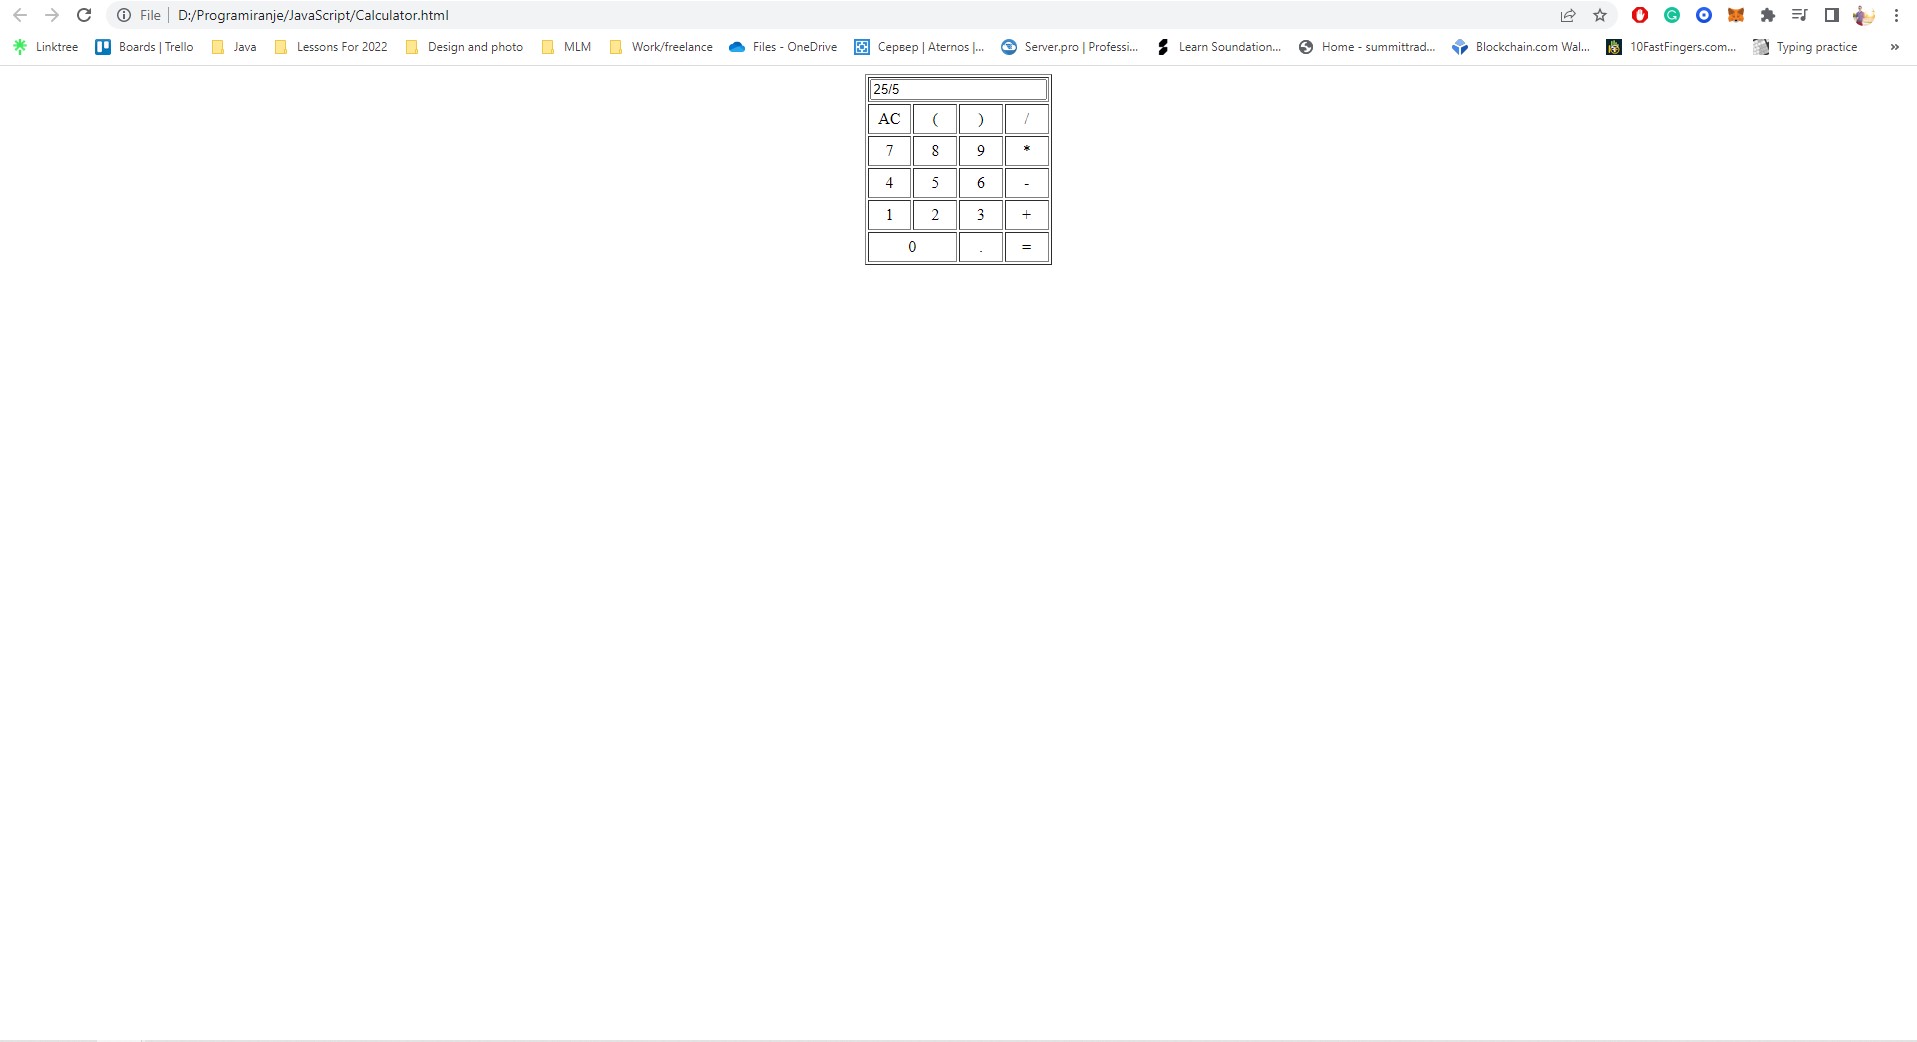 File D:/Programiranje/JavaScript/Calculator.html
Linktree Boards | Trello Java Lessons For 2022 Design and photo MLM Work/freelance Files - OneDrive Сервер | Aternos |... Server.pro | Professi... Learn Soundation... Home - summittrad... Blockchain.com Wal... 10FastFingers.com... Typing practice »
25/5
AC ( ) /
7 8 9 *
4 5 6 -
1 2 3 +
0 . =